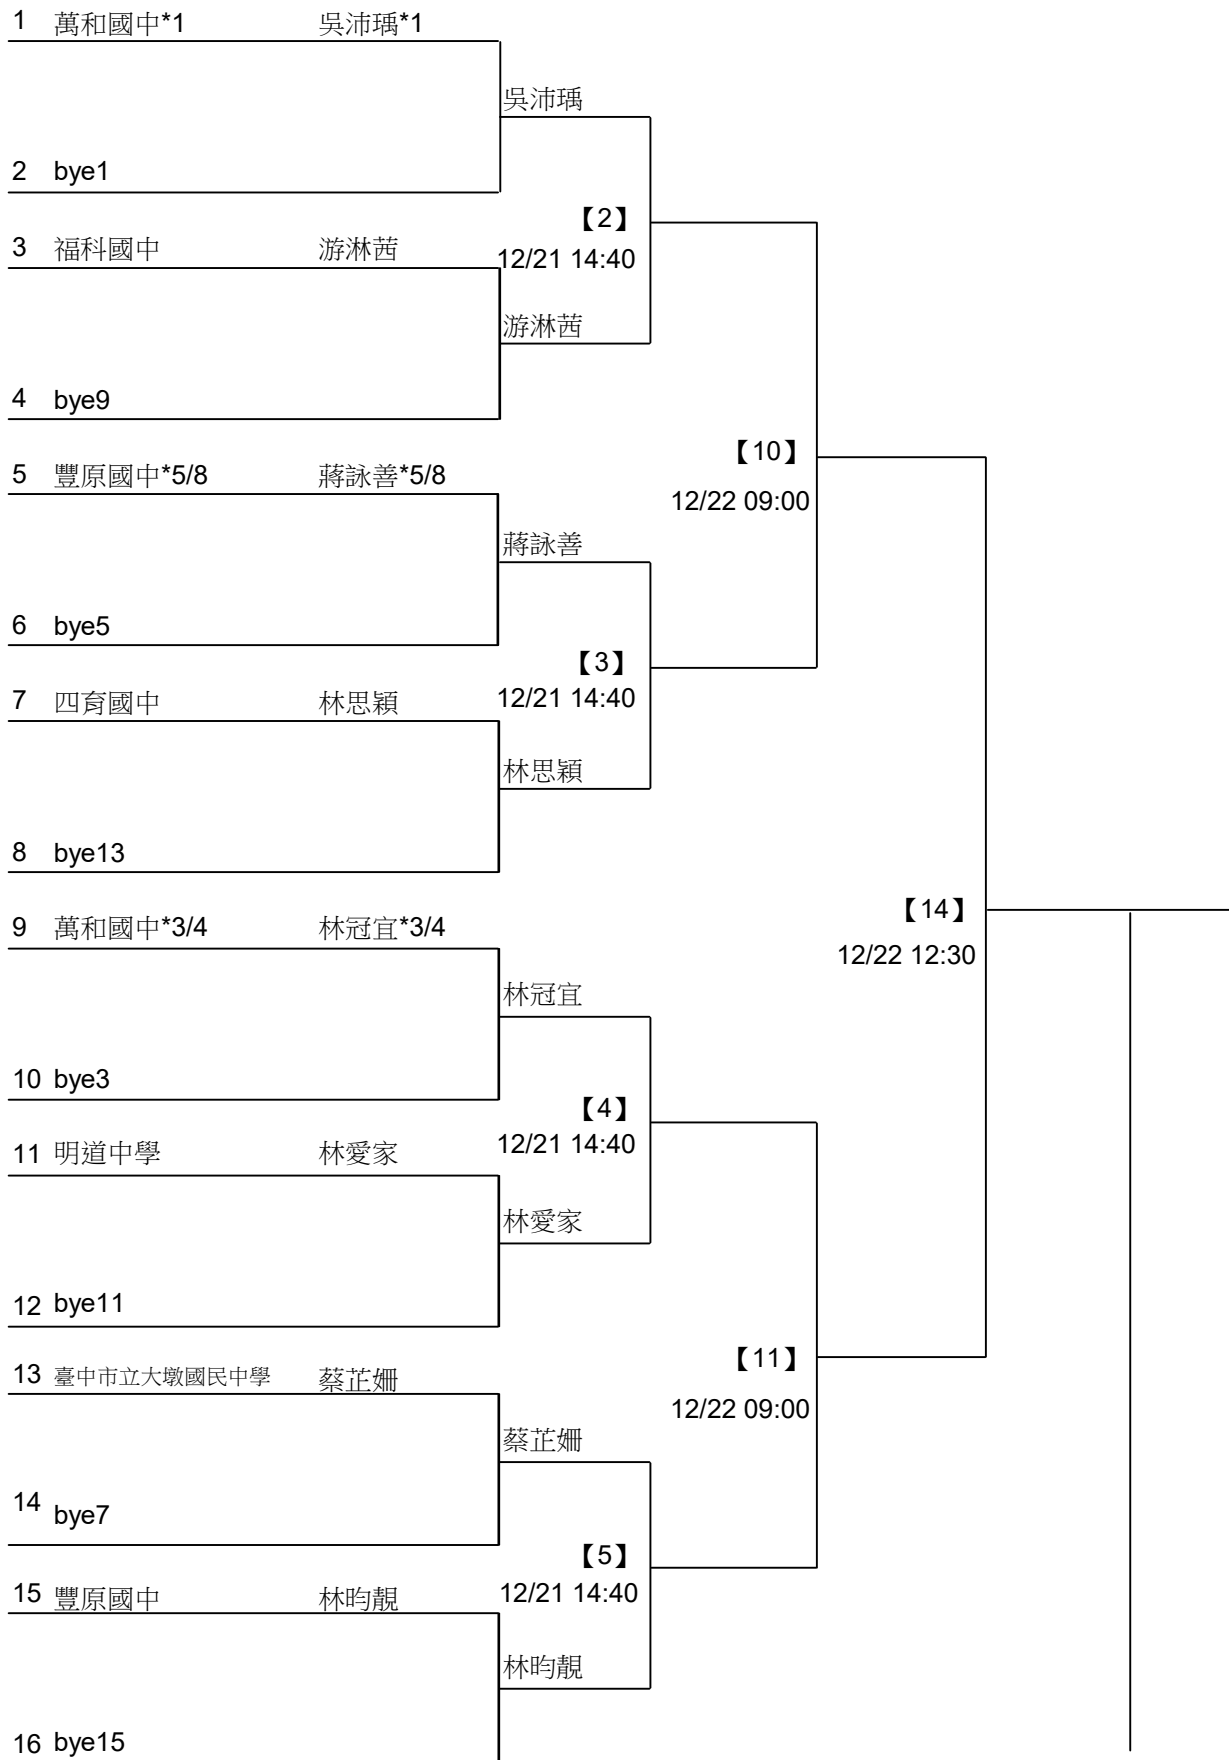 1 萬和國中*1 吳沛瑀*1
吳沛瑀
2 bye1
【2】
12/21 14:40
3 福科國中 游淋茜
游淋茜
4 bye9
【10】
12/22 09:00
5 豐原國中*5/8 蔣詠善*5/8
蔣詠善
6 bye5
【3】
12/21 14:40
7 四育國中 林思穎
林思穎
8 bye13
【14】
12/22 12:30
9 萬和國中*3/4 林冠宜*3/4
林冠宜
10 bye3
【4】
12/21 14:40
11 明道中學 林愛家
林愛家
12 bye11
【11】
12/22 09:00
13 臺中市立大墩國民中學 蔡芷姍
蔡芷姍
14 bye7
【5】
12/21 14:40
15 豐原國中 林昀靚
林昀靚
16 bye15